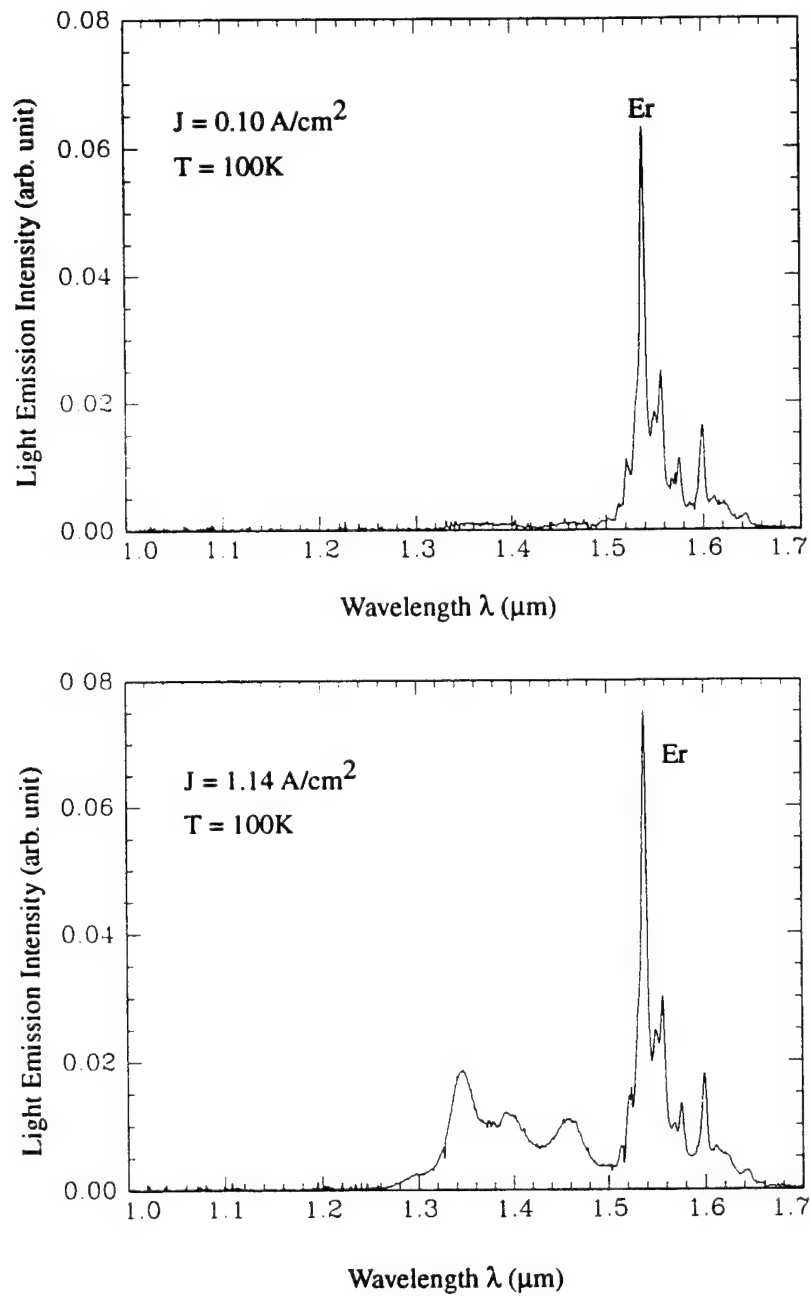 0.08
0.06
0.04
0.02
0.00
Light Emission Intensity (arb. unit)
J = 0.10 A/cm²
T = 100K
Er
1.0 1.1 1.2 1.3 1.4 1.5 1.6 1.7
Wavelength λ (μm)
0.08
0.06
0.04
0.02
0.00
Light Emission Intensity (arb. unit)
J = 1.14 A/cm²
T = 100K
Er
1.0 1.1 1.2 1.3 1.4 1.5 1.6 1.7
Wavelength λ (μm)